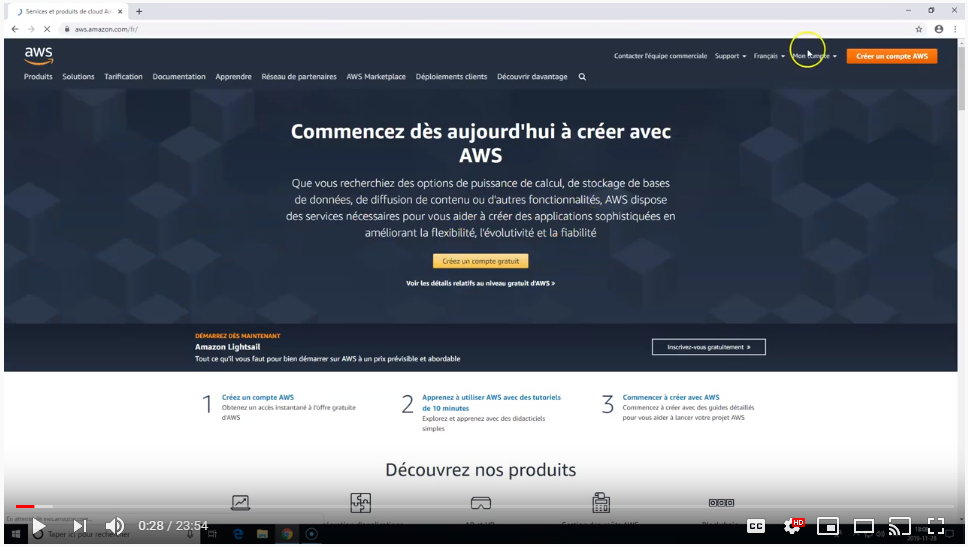 Services et produits de cloud Am
aws.amazon.com/fr/
aws
Contacter l'équipe commerciale Support Français Mon compte Créer un compte AWS
Produits Solutions Tarification Documentation Apprendre Réseau de partenaires AWS Marketplace Déploiements clients Découvrir davantage
Commencez dès aujourd'hui à créer avec
AWS
Que vous recherchiez des options de puissance de calcul, de stockage de bases
de données, de diffusion de contenu ou d'autres fonctionnalités, AWS dispose
des services nécessaires pour vous aider à créer des applications sophistiquées en
améliorant la flexibilité, l'évolutivité et la fiabilité
Créez un compte gratuit
Voir les détails relatifs au niveau gratuit d'AWS >
DÉMARREZ DÈS MAINTENANT
Amazon Lightsail
Tout ce qu'il vous faut pour bien démarrer sur AWS à un prix prévisible et abordable
Inscrivez-vous gratuitement »
1 Créez un compte AWS
Obtenez un accès instantané à l'offre gratuite
d'AWS
2 Apprenez à utiliser AWS avec des tutoriels
de 10 minutes
Explorez et apprenez avec des didacticiels
simples
3 Commencer à créer avec AWS
Commencez à créer avec des guides détaillés
pour vous aider à lancer votre projet AWS
Découvrez nos produits
0:28 / 23:54
CC
HD
Taper ici pour rechercher
2019-11-28